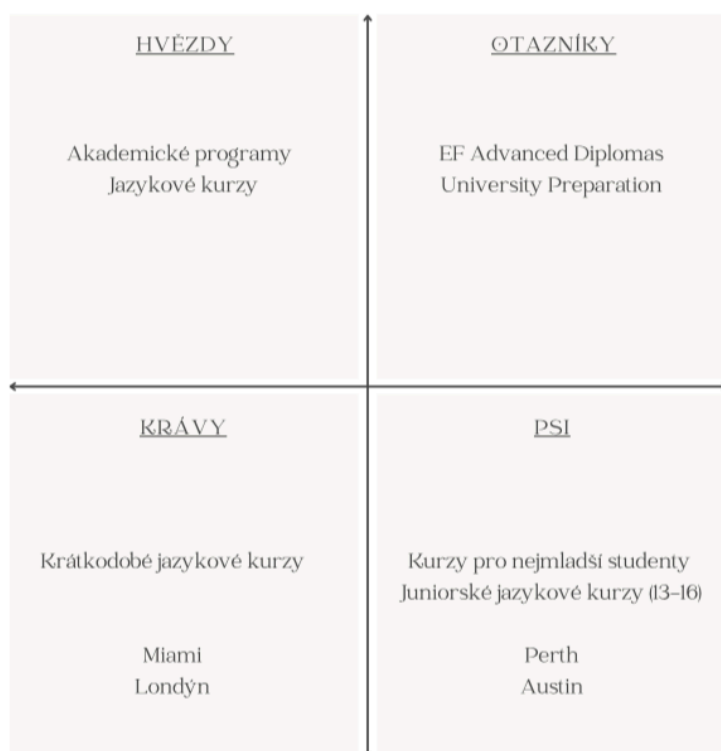 HVĚZDY
Akademické programy
Jazykové kurzy
OTAZNÍKY
EF Advanced Diplomas
University Preparation
KRÁVY
Krátkodobé jazykové kurzy
Miami
Londýn
PSI
Kurzy pro nejmladší studenty
Juniorské jazykové kurzy (13-16)
Perth
Austin